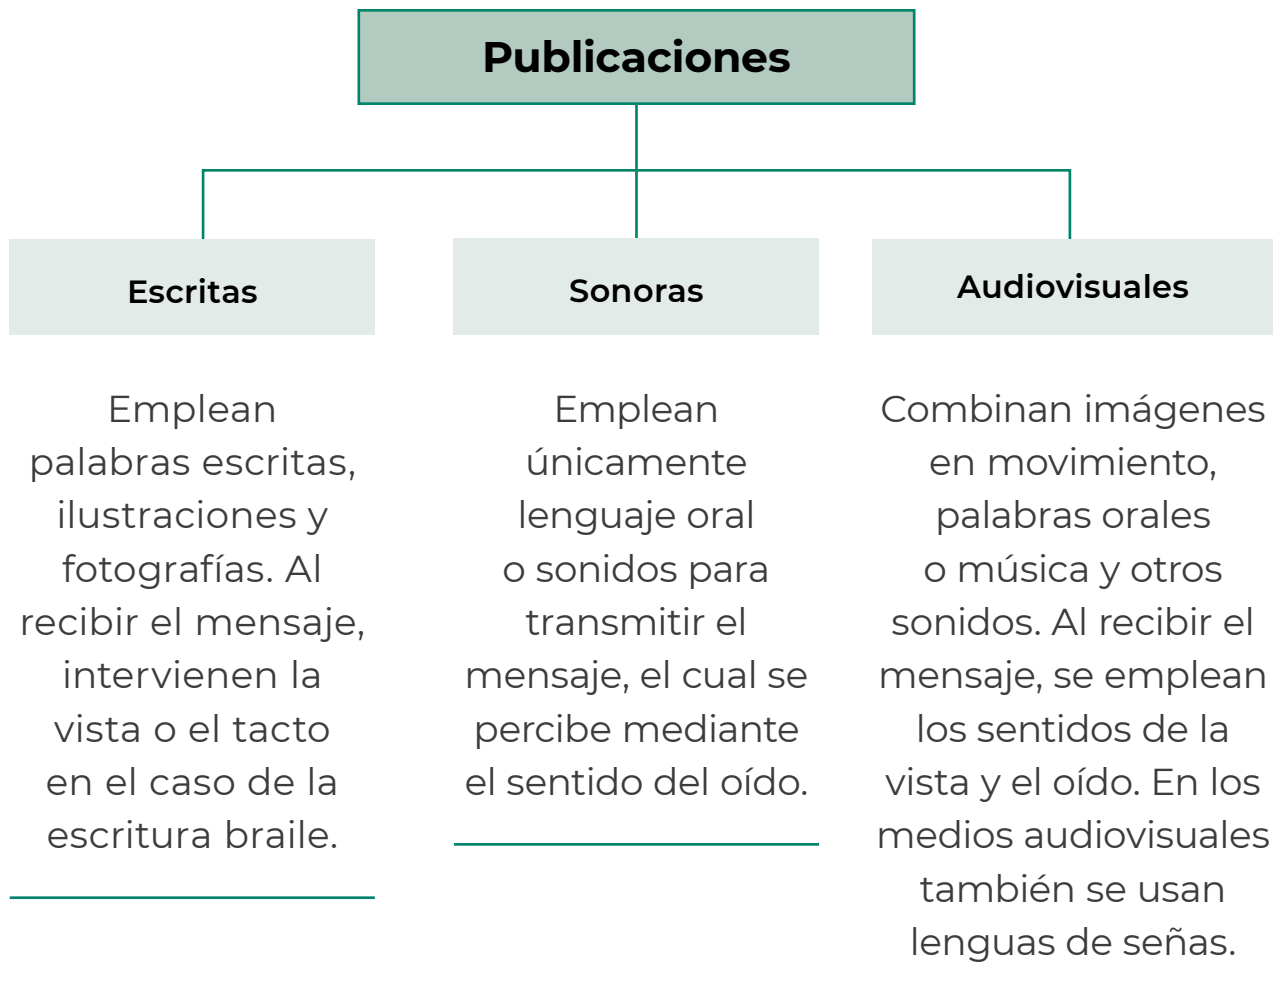 Publicaciones
Escritas
Emplean
palabras escritas,
ilustraciones y
fotografías. Al
recibir el mensaje,
intervienen la
vista o el tacto
en el caso de la
escritura braile.
Sonoras
Emplean
únicamente
lenguaje oral
o sonidos para
transmitir el
mensaje, el cual se
percibe mediante
el sentido del oído.
Audiovisuales
Combinan imágenes
en movimiento,
palabras orales
o música y otros
sonidos. Al recibir el
mensaje, se emplean
los sentidos de la
vista y el oído. En los
medios audiovisuales
también se usan
lenguas de señas.